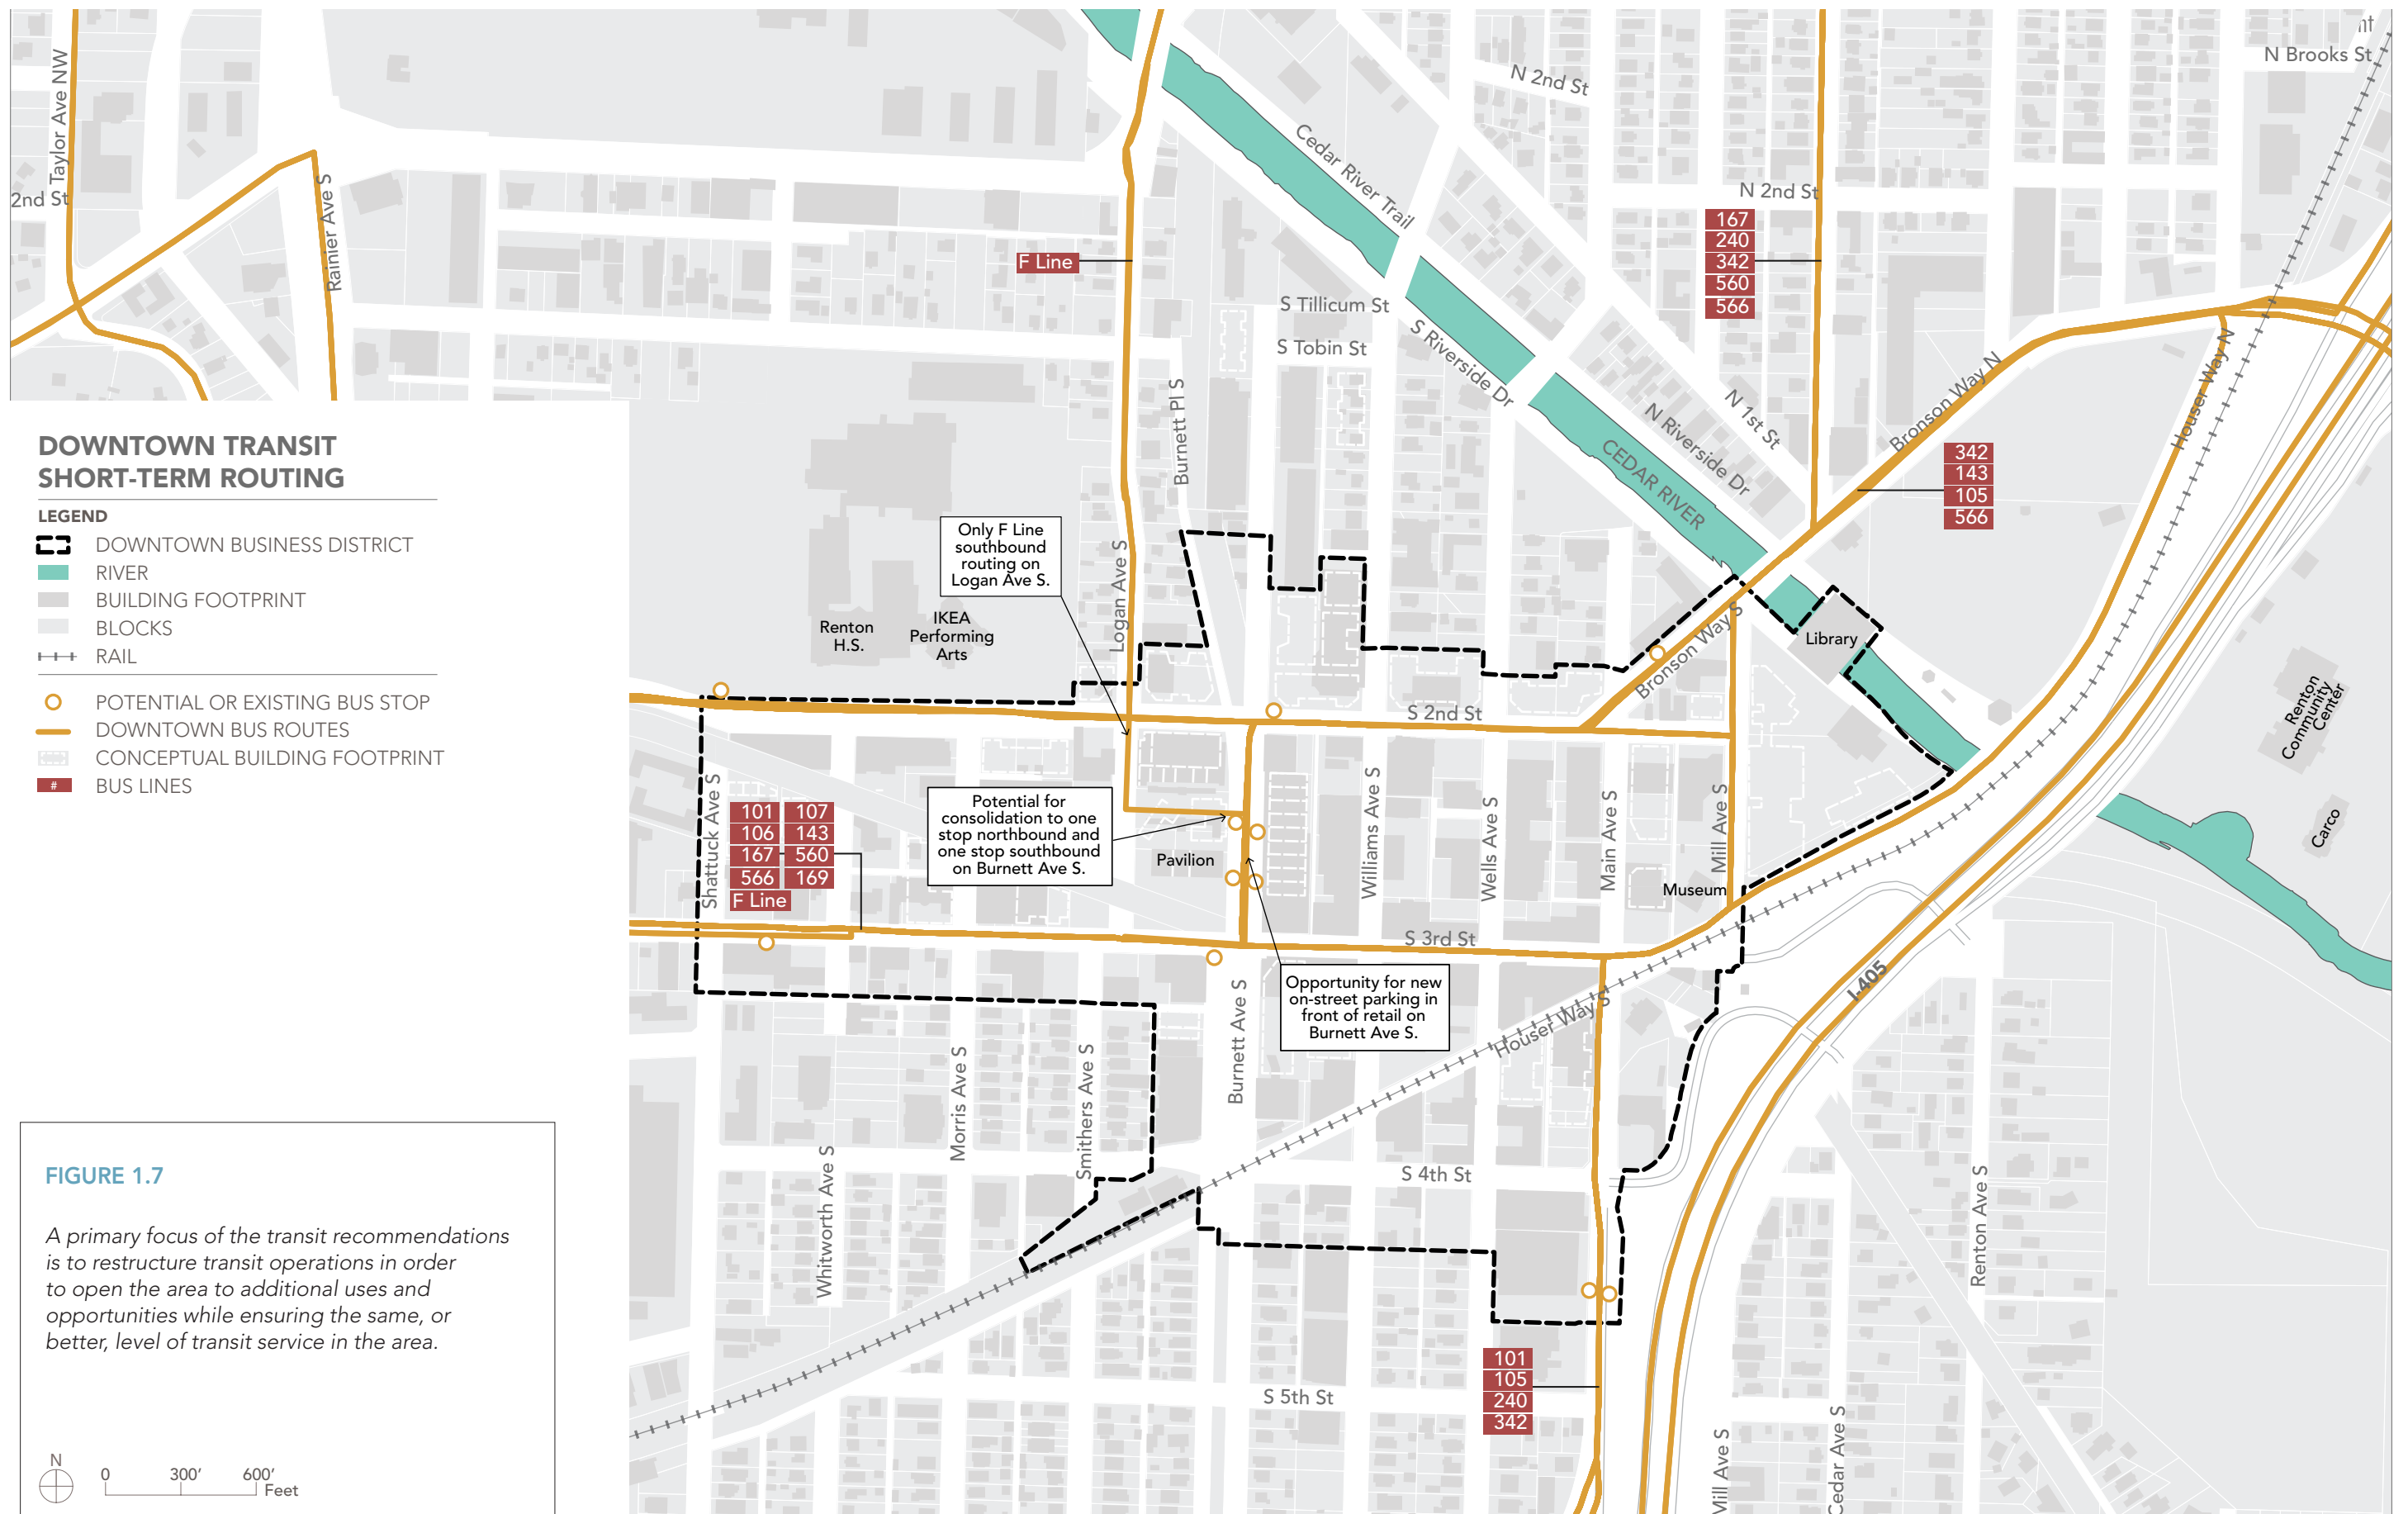 Taylor Ave NW
2nd St
Rainier Ave S
N 2nd St
N Brooks St
Cedar River Trail
N 2nd St
F Line
167
240
342
560
566
S Tillicum St
S Tobin St
S Riverside Dr
Burnett Pl S
N 1st St
N Riverside Dr
CEDAR RIVER
Bronson Way N
Houser Way N
342
143
105
566
DOWNTOWN TRANSIT
SHORT-TERM ROUTING
LEGEND
DOWNTOWN BUSINESS DISTRICT
RIVER
BUILDING FOOTPRINT
BLOCKS
RAIL
POTENTIAL OR EXISTING BUS STOP
DOWNTOWN BUS ROUTES
CONCEPTUAL BUILDING FOOTPRINT
#
BUS LINES
Only F Line
southbound
routing on
Logan Ave S.
Logan Ave S
Renton
H.S.
IKEA
Performing
Arts
Library
Bronson Way S
Renton
Community
Center
Carco
S 2nd St
Shattuck Ave S
101 107
106 143
167 560
566 169
F Line
Potential for
consolidation to one
stop northbound and
one stop southbound
on Burnett Ave S.
Pavilion
Williams Ave S
Wells Ave S
Main Ave S
Mill Ave S
Museum
S 3rd St
Opportunity for new
on-street parking in
front of retail on
Burnett Ave S.
Burnett Ave S
Houser Way S
I-405
Morris Ave S
Smithers Ave S
Whitworth Ave S
S 4th St
Renton Ave S
101
105
240
342
S 5th St
Mill Ave S
Cedar Ave S
FIGURE 1.7
A primary focus of the transit recommendations
is to restructure transit operations in order
to open the area to additional uses and
opportunities while ensuring the same, or
better, level of transit service in the area.
N
0 300' 600'
Feet